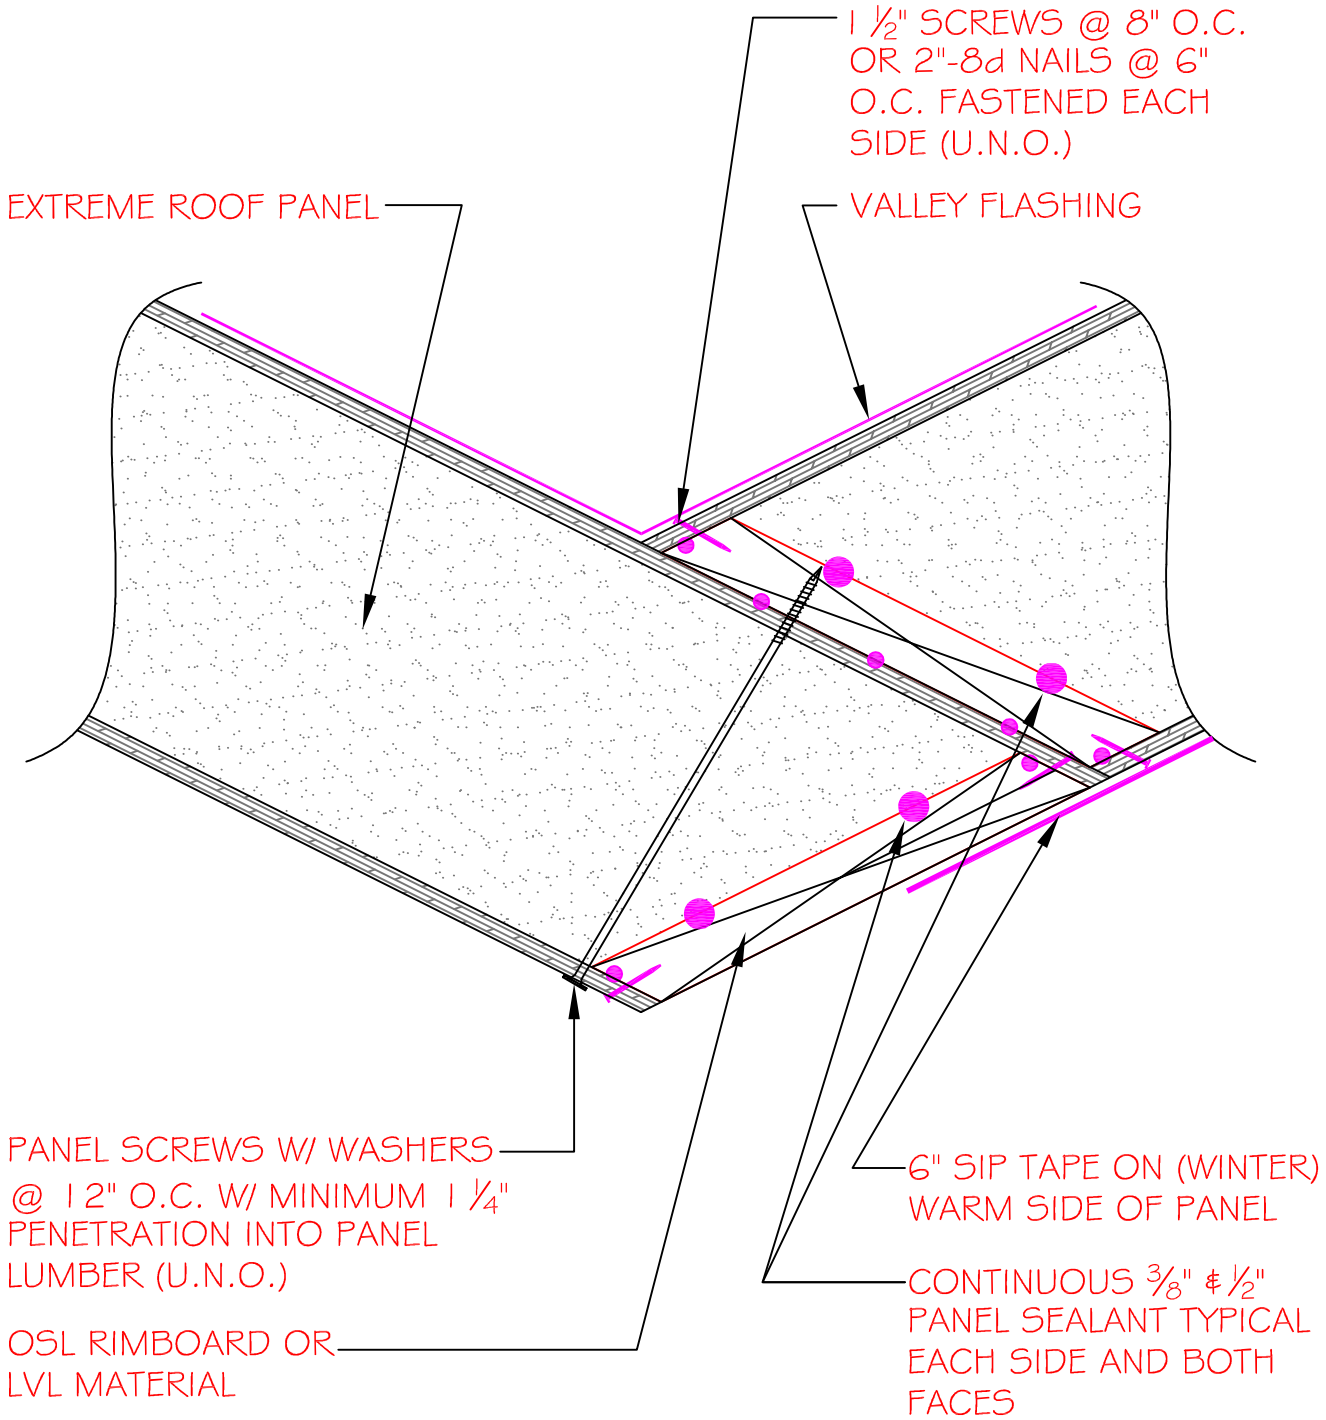 1 ½" SCREWS @ 8" O.C.
OR 2"-8d NAILS @ 6"
O.C. FASTENED EACH
SIDE (U.N.O.)
EXTREME ROOF PANEL
VALLEY FLASHING
PANEL SCREWS W/ WASHERS
@ 12" O.C. W/ MINIMUM 1 ¼"
PENETRATION INTO PANEL
LUMBER (U.N.O.)
OSL RIMBOARD OR
LVL MATERIAL
6" SIP TAPE ON (WINTER)
WARM SIDE OF PANEL
CONTINUOUS ⅜" & ½"
PANEL SEALANT TYPICAL
EACH SIDE AND BOTH
FACES